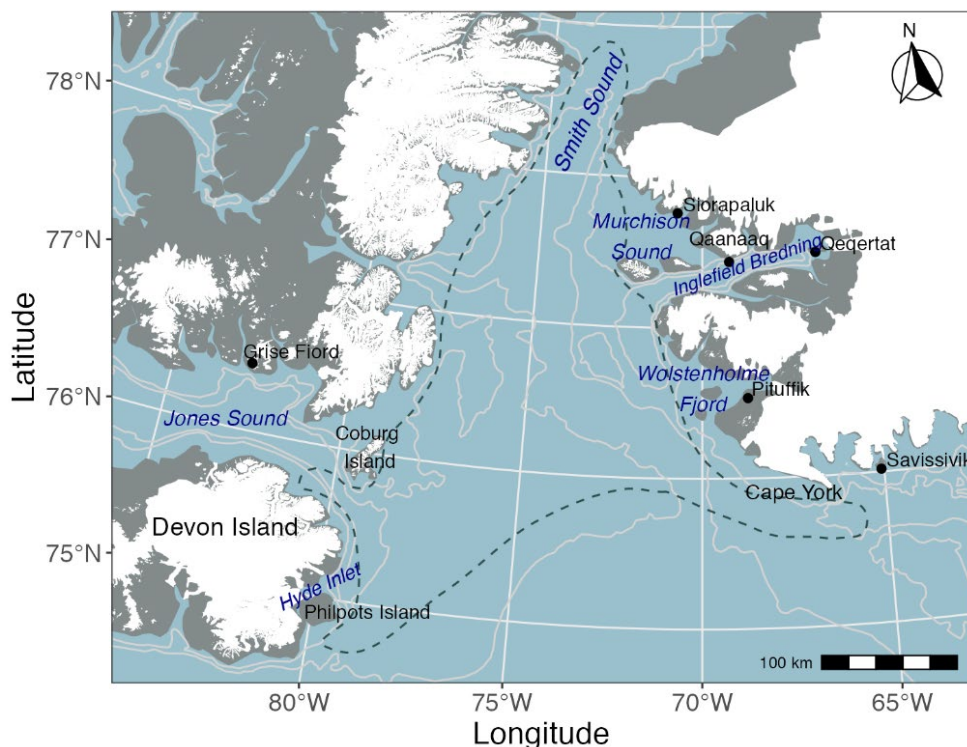 N
78°N
77°N
76°N
75°N
Latitude
Smith Sound
Siorapaluk
Murchison
Sound
Qaanaaq
Qeqertat
Inglefield Bredning
Grise Fiord
Wolstenholme
Fjord
Pituffik
Jones Sound
Coburg
Island
Savissivik
Cape York
Devon Island
Hyde Inlet
Philpots Island
100 km
80°W
75°W
70°W
65°W
Longitude